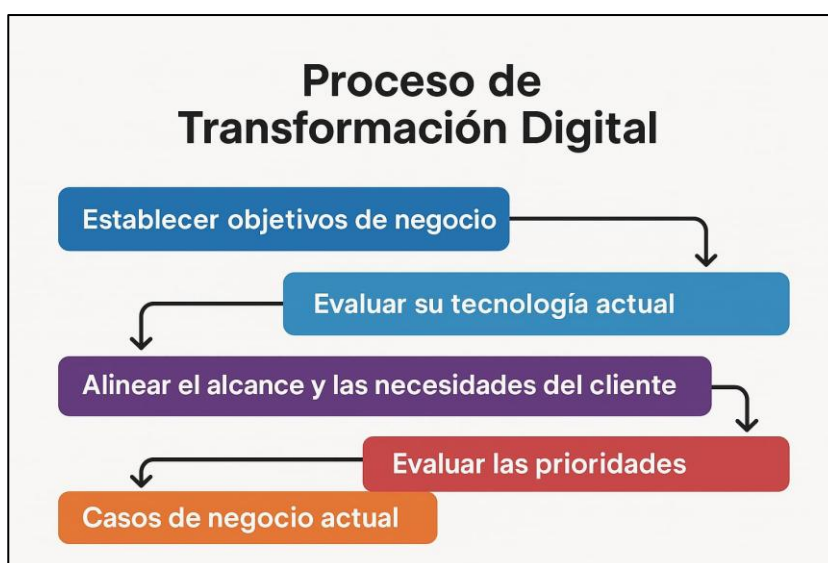 Proceso de
Transformación Digital
Establecer objetivos de negocio
Evaluar su tecnología actual
Alinear el alcance y las necesidades del cliente
Evaluar las prioridades
Casos de negocio actual